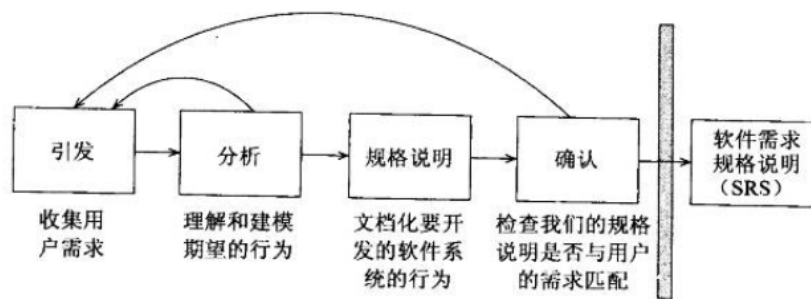 引发
分析
规格说明
确认
软件需求
规格说明
（SRS）
收集用
户需求
理解和建模
期望的行为
文档化要开
发的软件系
统的行为
检查我们的规格
说明是否与用户
的需求匹配